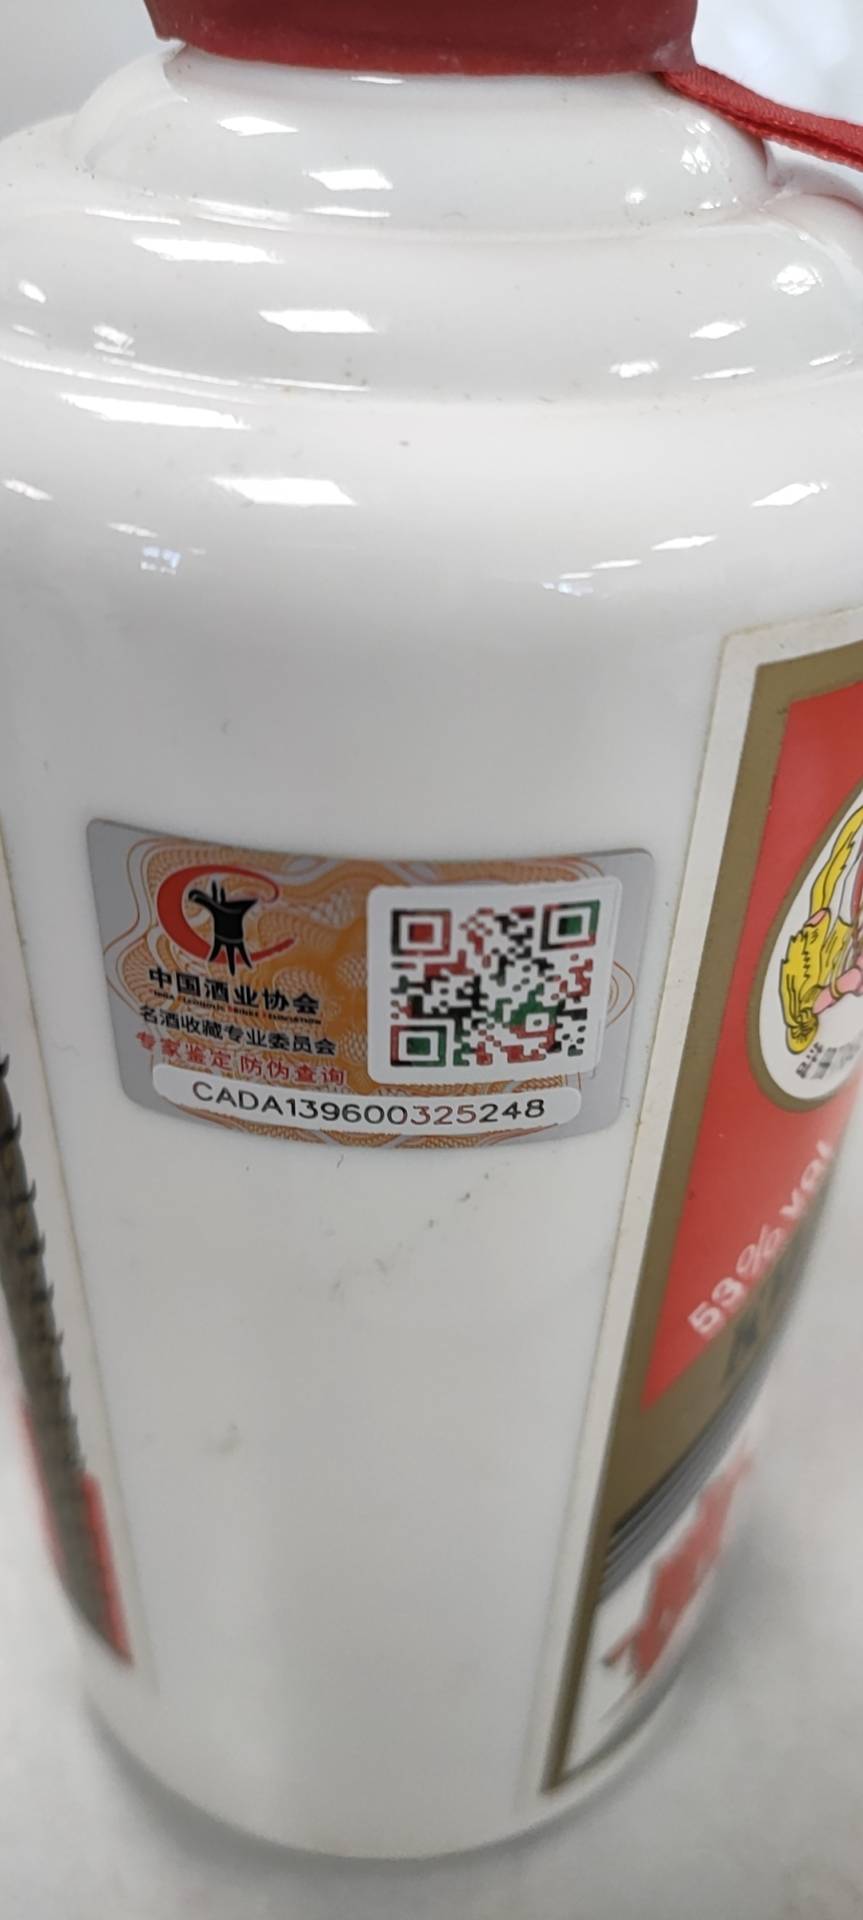 中国酒业协会
名酒收藏专业委员会
专家鉴定 防伪查询
CADA139600325248
53% vol